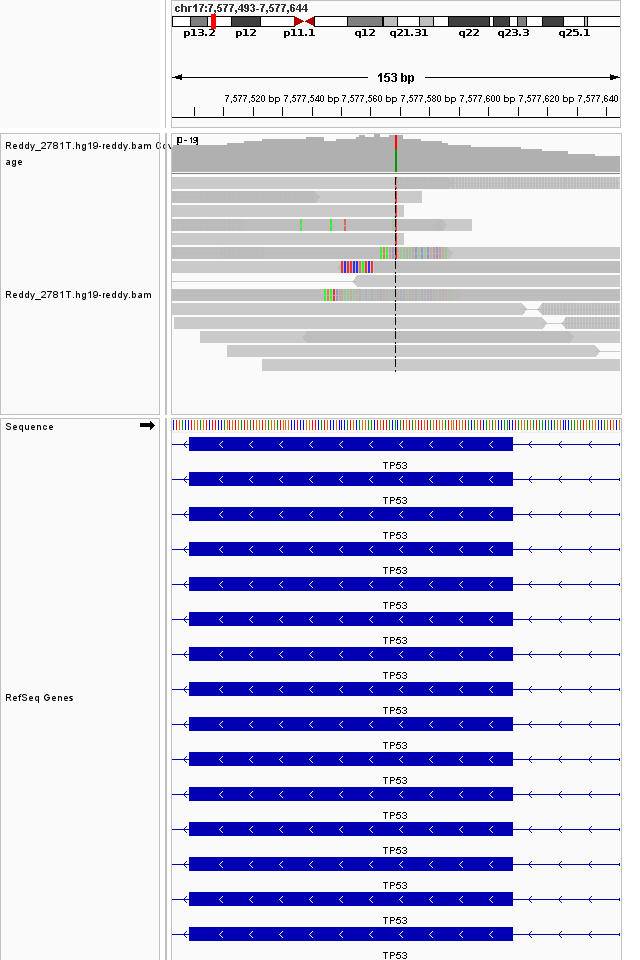 chr17:7,577,493-7,577,644
p13.2 p12 p11.1 q12 q21.31 q22 q23.3 q25.1
153 bp
7,577,520 bp 7,577,540 bp 7,577,560 bp 7,577,580 bp 7,577,600 bp 7,577,620 bp 7,577,640
Reddy_2781T.hg19-reddy.bam Cov
age
[0 - 19]
Reddy_2781T.hg19-reddy.bam
Sequence
TP53
TP53
TP53
TP53
TP53
TP53
TP53
RefSeq Genes
TP53
TP53
TP53
TP53
TP53
TP53
TP53
TP53